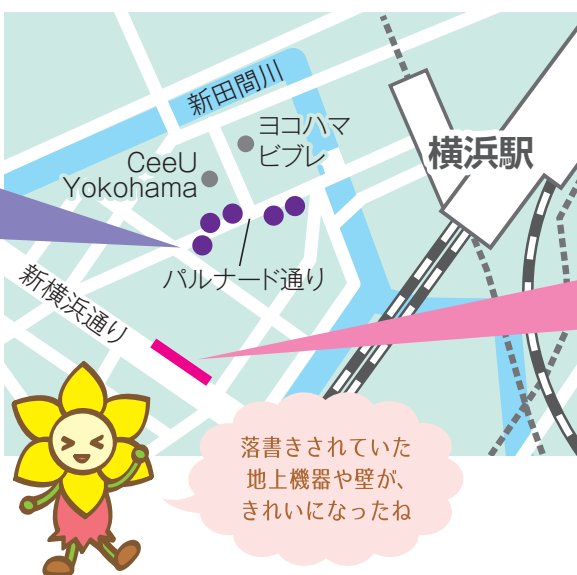 新田間川
ヨコハマ
ビブレ
横浜駅
CeeU
Yokohama
パルナード通り
新横浜通り
落書きされていた
地上機器や壁が、
きれいになったね